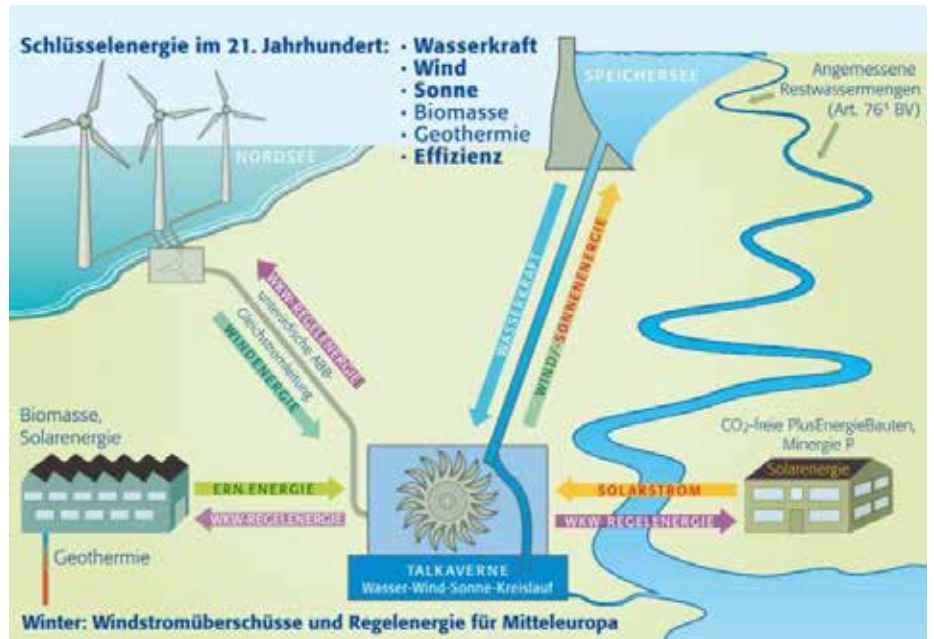 Schlüsselenergie im 21. Jahrhundert:
· Wasserkraft
· Wind
· Sonne
· Biomasse
· Geothermie
· Effizienz
SPEICHERSEE
Angemessene
Restwassermengen
(Art. 76³ BV)
NORDSEE
WKW-REGELENERGIE
unterirdische ABB-
Gleichstromleitung
WINDENERGIE
WASSERKRAFT
WIND/-SONNENENERGIE
Biomasse,
Solarenergie
CO₂-freie PlusEnergieBauten,
Minergie P
Solarenergie
ERN.ENERGIE
WKW-REGELENERGIE
SOLARSTROM
WKW-REGELENERGIE
Geothermie
TALKAVERNE
Wasser-Wind-Sonne-Kreislauf
Winter: Windstromüberschüsse und Regelenergie für Mitteleuropa